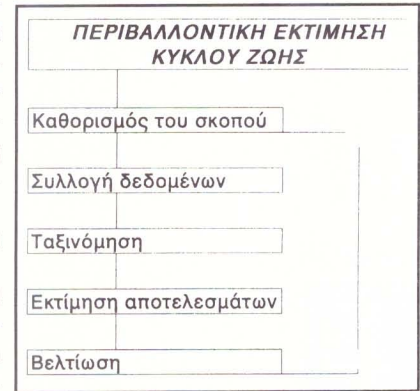 ΠΕΡΙΒΑΛΛΟΝΤΙΚΗ ΕΚΤΙΜΗΣΗ
ΚΥΚΛΟΥ ΖΩΗΣ
Καθορισμός του σκοπού
Συλλογή δεδομένων
Ταξινόμηση
Εκτίμηση αποτελεσμάτων
Βελτίωση